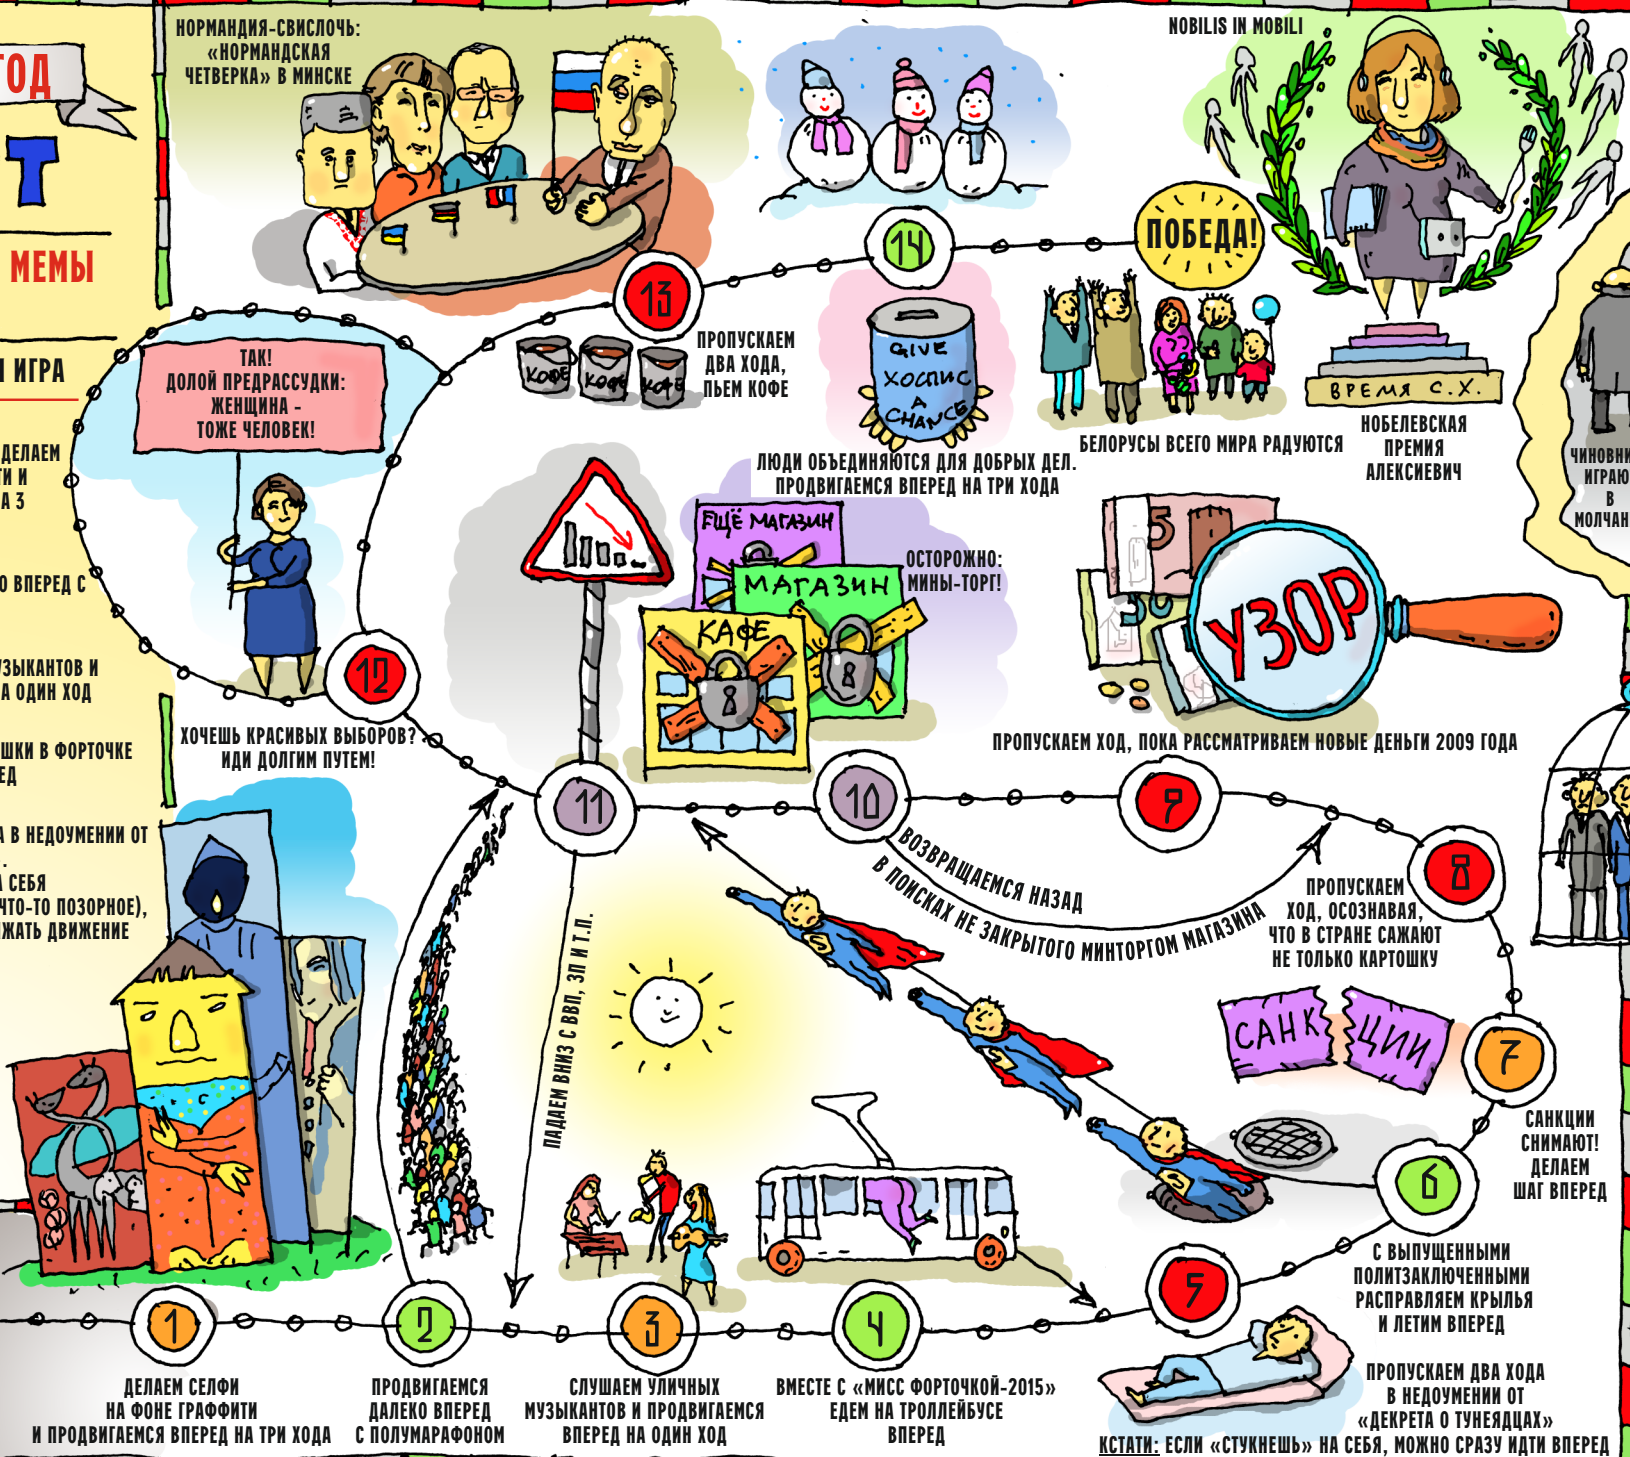 ГОД
Т
МЕМЫ
ИГРА
ДЕЛАЕМ
ТИ И
А 3
О ВПЕРЕД С
УЗЫКАНТОВ И
А ОДИН ХОД
ШКИ В ФОРТОЧКЕ
ЕД
А В НЕДОУМЕНИИ ОТ
А СЕБЯ
ЧТО-ТО ПОЗОРНОЕ),
ЖАТЬ ДВИЖЕНИЕ
НОРМАНДИЯ-СВИСЛОЧЬ:
«НОРМАНДСКАЯ
ЧЕТВЕРКА» В МИНСКЕ
NOBILIS IN MOBILI
ПОБЕДА!
14
13
ПРОПУСКАЕМ
ДВА ХОДА,
ПЬЕМ КОФЕ
КОФЕ
КОФЕ
КОФЕ
GIVE
ХОСПИС
A
CHANCE
ЛЮДИ ОБЪЕДИНЯЮТСЯ ДЛЯ ДОБРЫХ ДЕЛ.
ПРОДВИГАЕМСЯ ВПЕРЕД НА ТРИ ХОДА
БЕЛОРУСЫ ВСЕГО МИРА РАДУЮТСЯ
ВРЕМЯ С.Х.
НОБЕЛЕВСКАЯ
ПРЕМИЯ
АЛЕКСИЕВИЧ
ЧИНОВНИ
ИГРАЮ
В
МОЛЧАН
ТАК!
ДОЛОЙ ПРЕДРАССУДКИ:
ЖЕНЩИНА -
ТОЖЕ ЧЕЛОВЕК!
12
ХОЧЕШЬ КРАСИВЫХ ВЫБОРОВ?
ИДИ ДОЛГИМ ПУТЕМ!
ЕЩЁ МАГАЗИН
МАГАЗИН
КАФЕ
ОСТОРОЖНО:
МИНЫ-ТОРГ!
5
УЗОР
ПРОПУСКАЕМ ХОД, ПОКА РАССМАТРИВАЕМ НОВЫЕ ДЕНЬГИ 2009 ГОДА
11
10
9
8
ВОЗВРАЩАЕМСЯ НАЗАД
В ПОИСКАХ НЕ ЗАКРЫТОГО МИНТОРГОМ МАГАЗИНА
ПРОПУСКАЕМ
ХОД, ОСОЗНАВАЯ,
ЧТО В СТРАНЕ САЖАЮТ
НЕ ТОЛЬКО КАРТОШКУ
ПАДАЕМ ВНИЗ С ВВП, ЗП И Т.П.
САНКЦИИ
7
САНКЦИИ
СНИМАЮТ!
ДЕЛАЕМ
ШАГ ВПЕРЕД
6
С ВЫПУЩЕННЫМИ
ПОЛИТЗАКЛЮЧЕННЫМИ
РАСПРАВЛЯЕМ КРЫЛЬЯ
И ЛЕТИМ ВПЕРЕД
5
ПРОПУСКАЕМ ДВА ХОДА
В НЕДОУМЕНИИ ОТ
«ДЕКРЕТА О ТУНЕЯДЦАХ»
КСТАТИ: ЕСЛИ «СТУКНЕШЬ» НА СЕБЯ, МОЖНО СРАЗУ ИДТИ ВПЕРЕД
1
ДЕЛАЕМ СЕЛФИ
НА ФОНЕ ГРАФФИТИ
И ПРОДВИГАЕМСЯ ВПЕРЕД НА ТРИ ХОДА
2
ПРОДВИГАЕМСЯ
ДАЛЕКО ВПЕРЕД
С ПОЛУМАРАФОНОМ
3
СЛУШАЕМ УЛИЧНЫХ
МУЗЫКАНТОВ И ПРОДВИГАЕМСЯ
ВПЕРЕД НА ОДИН ХОД
4
ВМЕСТЕ С «МИСС ФОРТОЧКОЙ-2015»
ЕДЕМ НА ТРОЛЛЕЙБУСЕ
ВПЕРЕД